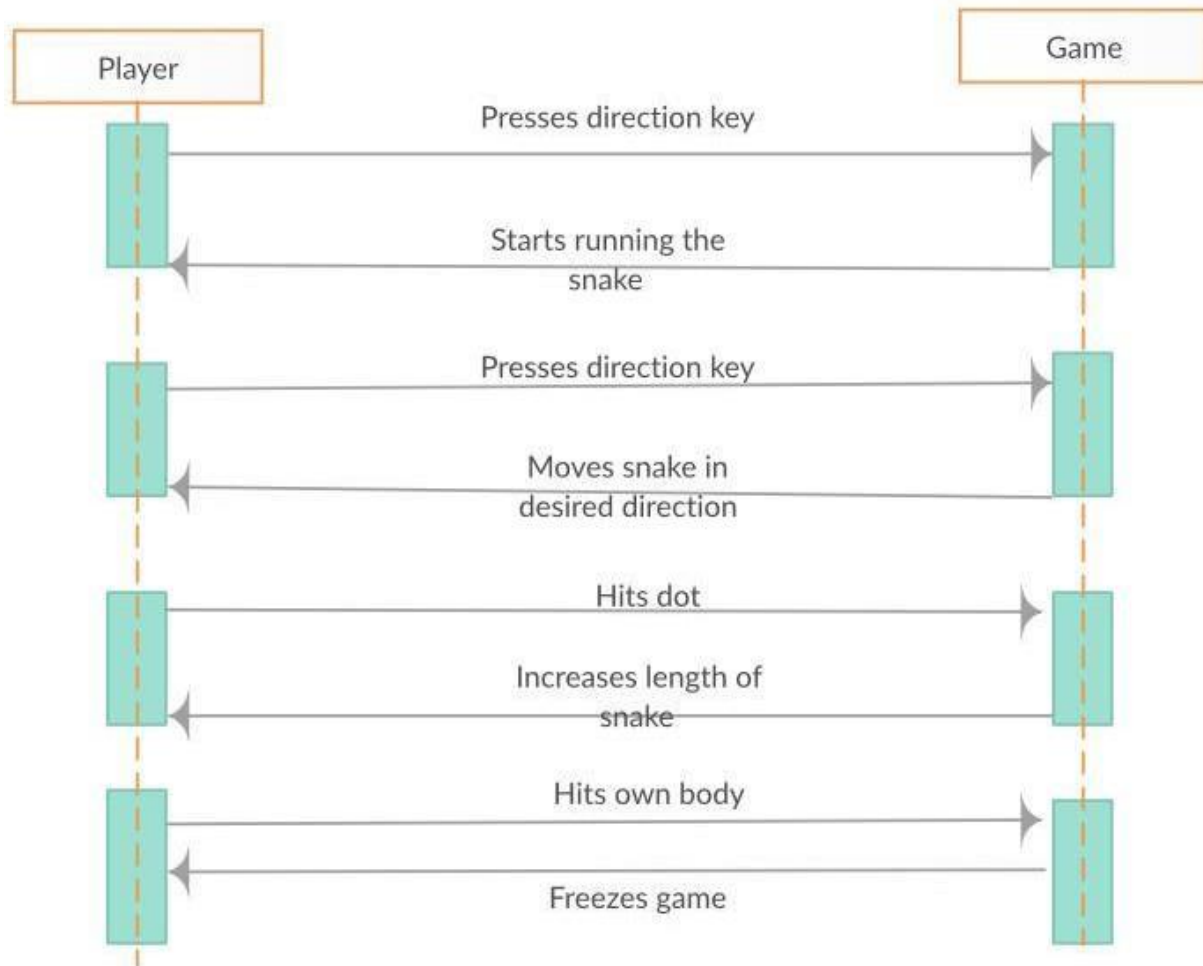 Player
Game
Presses direction key
Starts running the
snake
Presses direction key
Moves snake in
desired direction
Hits dot
Increases length of
snake
Hits own body
Freezes game